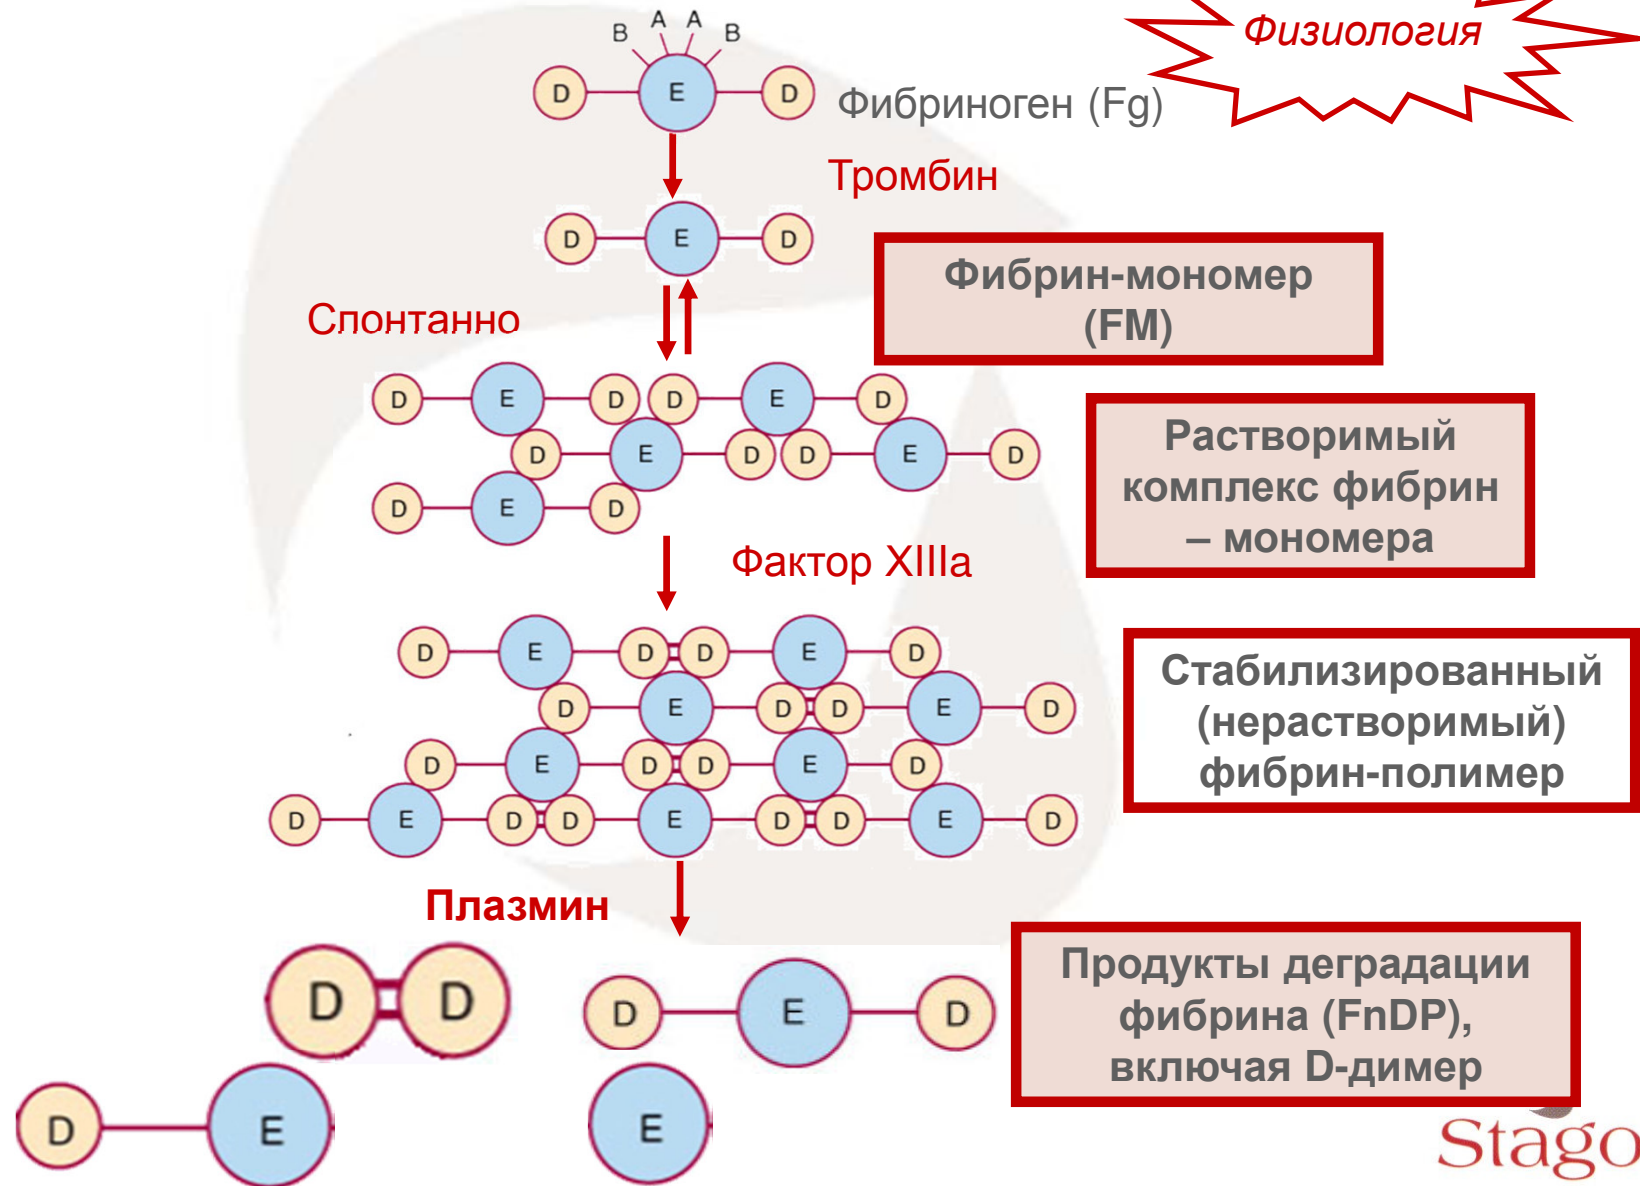 Физиология
B A A B
D E D
Фибриноген (Fg)
Тромбин
D E D
Фибрин-мономер
(FM)
Спонтанно
D E D D E D
D E D D E D
D E D
Растворимый
комплекс фибрин
– мономера
Фактор XIIIa
D E D D E D
D E D D E D
D E D D E D
D E D D E D D E D
Стабилизированный
(нерастворимый)
фибрин-полимер
Плазмин
D D
D E D
D E
E
Продукты деградации
фибрина (FnDP),
включая D-димер
Stago